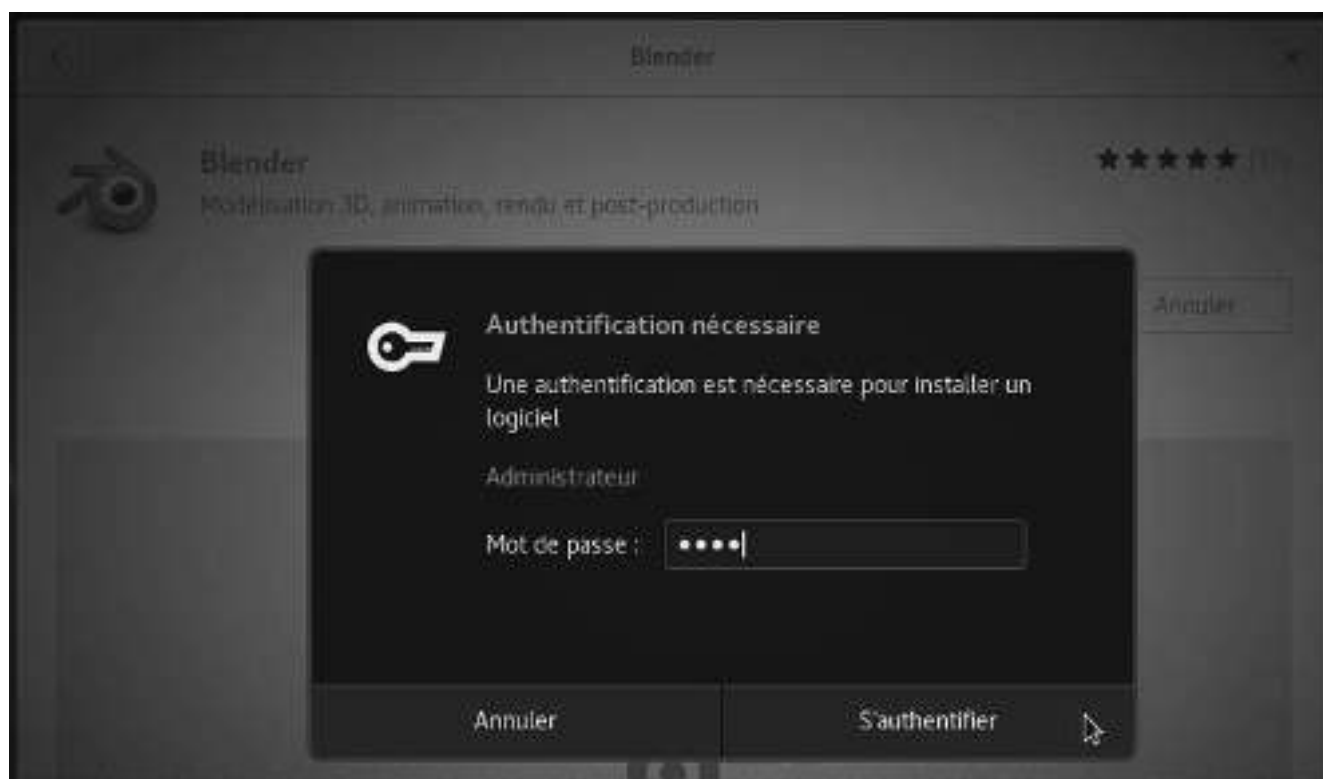 Blender
Blender
Modélisation 3D, animation, rendu et post-production
Annuler
Authentification nécessaire
Une authentification est nécessaire pour installer un
logiciel
Administrateur
Mot de passe :
Annuler
S'authentifier